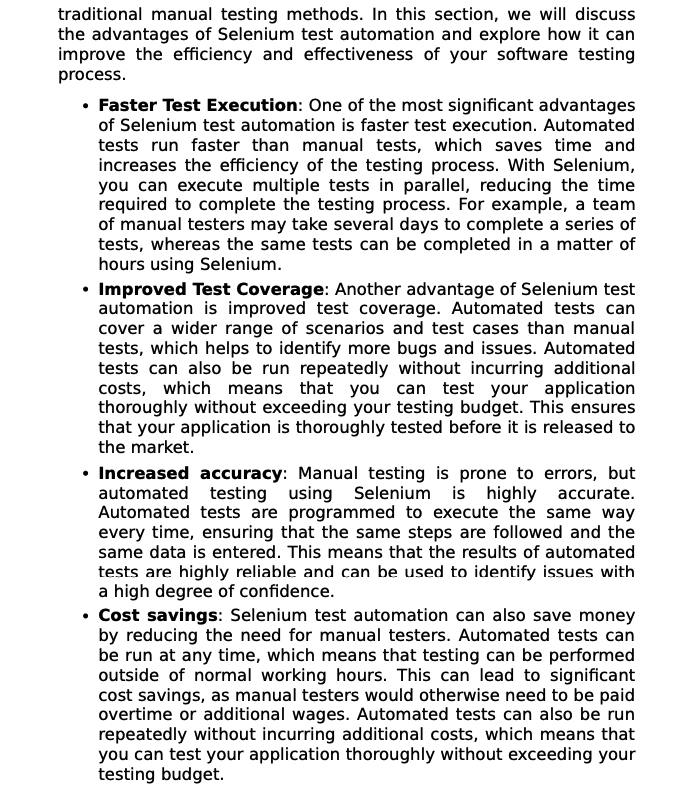 traditional manual testing methods. In this section, we will discuss
the advantages of Selenium test automation and explore how it can
improve the efficiency and effectiveness of your software testing
process.
• Faster Test Execution: One of the most significant advantages
of Selenium test automation is faster test execution. Automated
tests run faster than manual tests, which saves time and
increases the efficiency of the testing process. With Selenium,
you can execute multiple tests in parallel, reducing the time
required to complete the testing process. For example, a team
of manual testers may take several days to complete a series of
tests, whereas the same tests can be completed in a matter of
hours using Selenium.
• Improved Test Coverage: Another advantage of Selenium test
automation is improved test coverage. Automated tests can
cover a wider range of scenarios and test cases than manual
tests, which helps to identify more bugs and issues. Automated
tests can also be run repeatedly without incurring additional
costs, which means that you can test your application
thoroughly without exceeding your testing budget. This ensures
that your application is thoroughly tested before it is released to
the market.
• Increased accuracy: Manual testing is prone to errors, but
automated testing using Selenium is highly accurate.
Automated tests are programmed to execute the same way
every time, ensuring that the same steps are followed and the
same data is entered. This means that the results of automated
tests are highly reliable and can be used to identify issues with
a high degree of confidence.
• Cost savings: Selenium test automation can also save money
by reducing the need for manual testers. Automated tests can
be run at any time, which means that testing can be performed
outside of normal working hours. This can lead to significant
cost savings, as manual testers would otherwise need to be paid
overtime or additional wages. Automated tests can also be run
repeatedly without incurring additional costs, which means that
you can test your application thoroughly without exceeding your
testing budget.